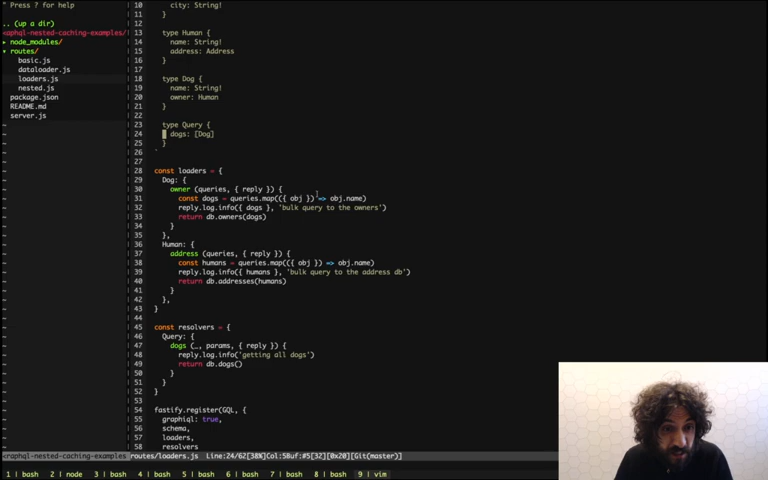 " Press ? for help
.. (up a dir)
<aphql-nested-caching-examples/
▸ node_modules/
▾ routes/
basic.js
dataloader.js
loaders.js
nested.js
package.json
README.md
server.js
10 city: String!
11 }
12
13 type Human {
14 name: String!
15 address: Address
16 }
17
18 type Dog {
19 name: String!
20 owner: Human
21 }
22
23 type Query {
24 dogs: [Dog]
25 }
26 `
27
28 const loaders = {
29 Dog: {
30 owner (queries, { reply }) {
31 const dogs = queries.map(({ obj }) => obj.name)
32 reply.log.info({ dogs }, 'bulk query to the owners')
33 return db.owners(dogs)
34 }
35 },
36 Human: {
37 address (queries, { reply }) {
38 const humans = queries.map(({ obj }) => obj.name)
39 reply.log.info({ humans }, 'bulk query to the address db')
40 return db.addresses(humans)
41 }
42 },
43 }
44
45 const resolvers = {
46 Query: {
47 dogs (_, params, { reply }) {
48 reply.log.info('getting all dogs')
49 return db.dogs()
50 }
51 }
52 }
53
54 fastify.register(GQL, {
55 graphiql: true,
56 schema,
57 loaders,
58 resolvers
<raphql-nested-caching-examples routes/loaders.js Line:24/62[38%]Col:5Buf:#5[32][0x20][Git(master)]
1 | bash 2 | node 3 | bash 4 | bash 5 | bash 6 | bash 7 | bash 8 | bash 9 | vim